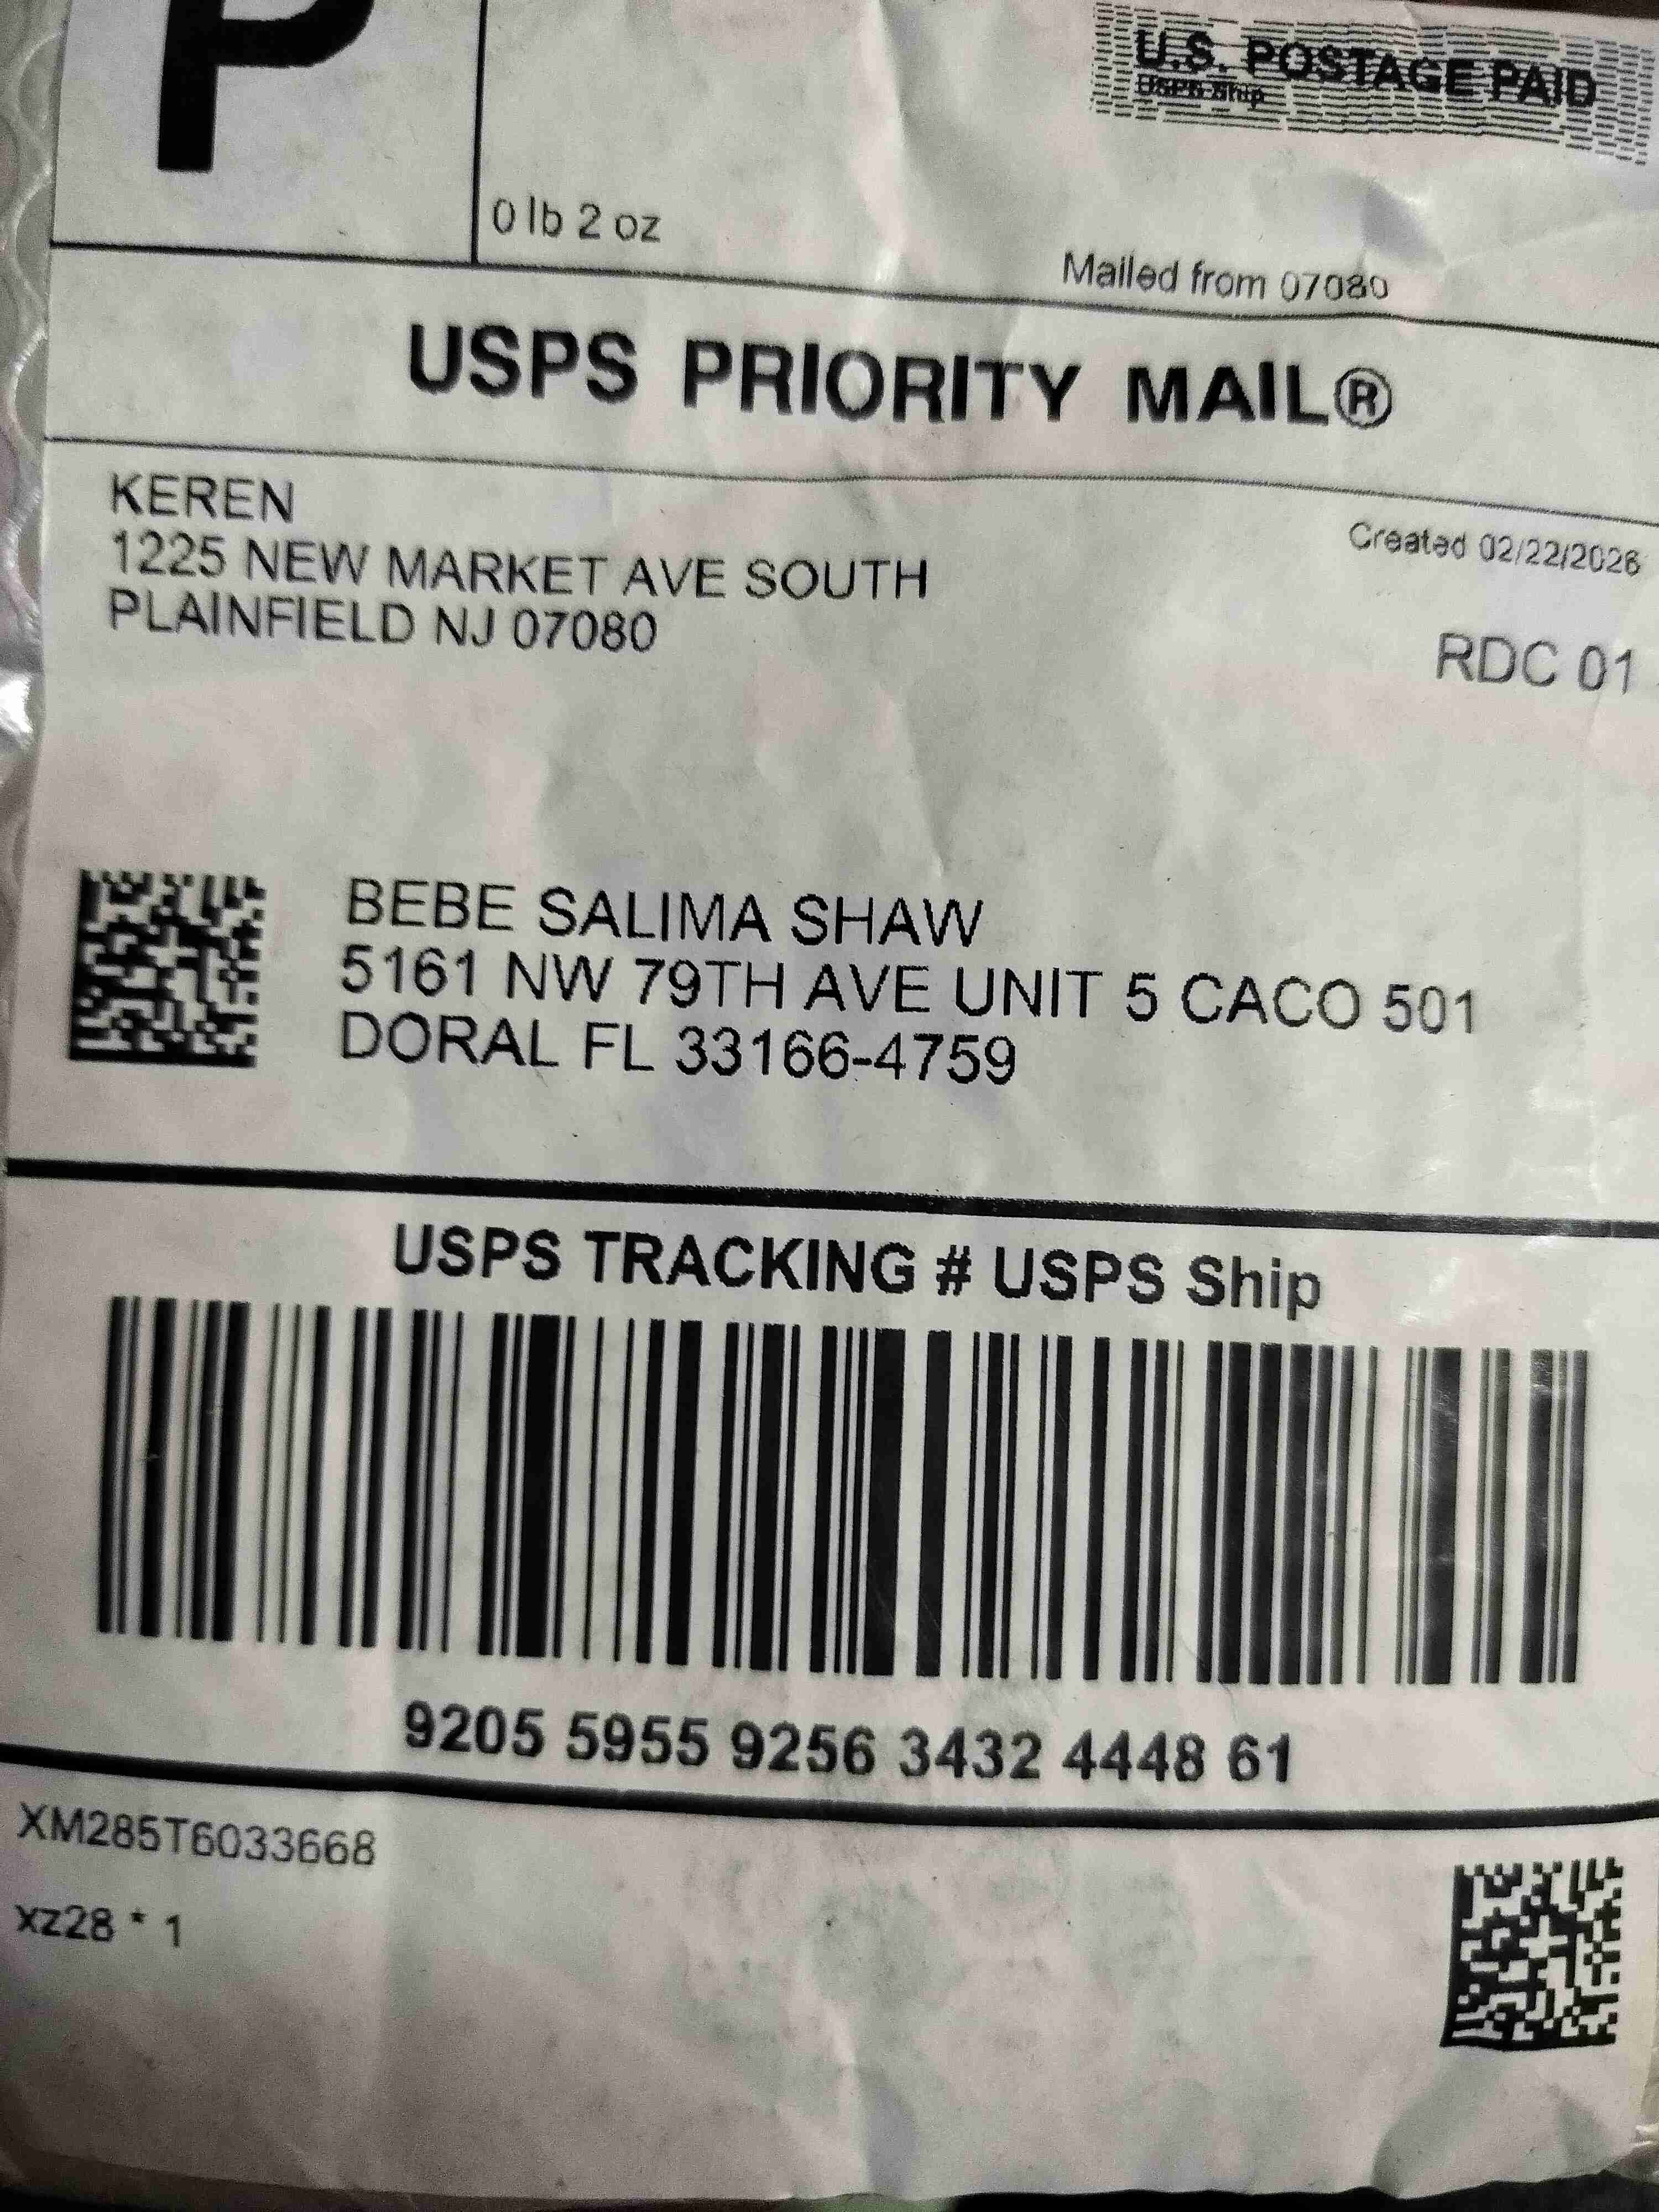 P
U.S. POSTAGE PAID
USPS Ship
0 lb 2 oz
Mailed from 07080
USPS PRIORITY MAIL®
KEREN
1225 NEW MARKET AVE SOUTH
PLAINFIELD NJ 07080
Created 02/22/2026
RDC 01
BEBE SALIMA SHAW
5161 NW 79TH AVE UNIT 5 CACO 501
DORAL FL 33166-4759
USPS TRACKING # USPS Ship
9205 5955 9256 3432 4448 61
XM285T6033668
xz28 * 1